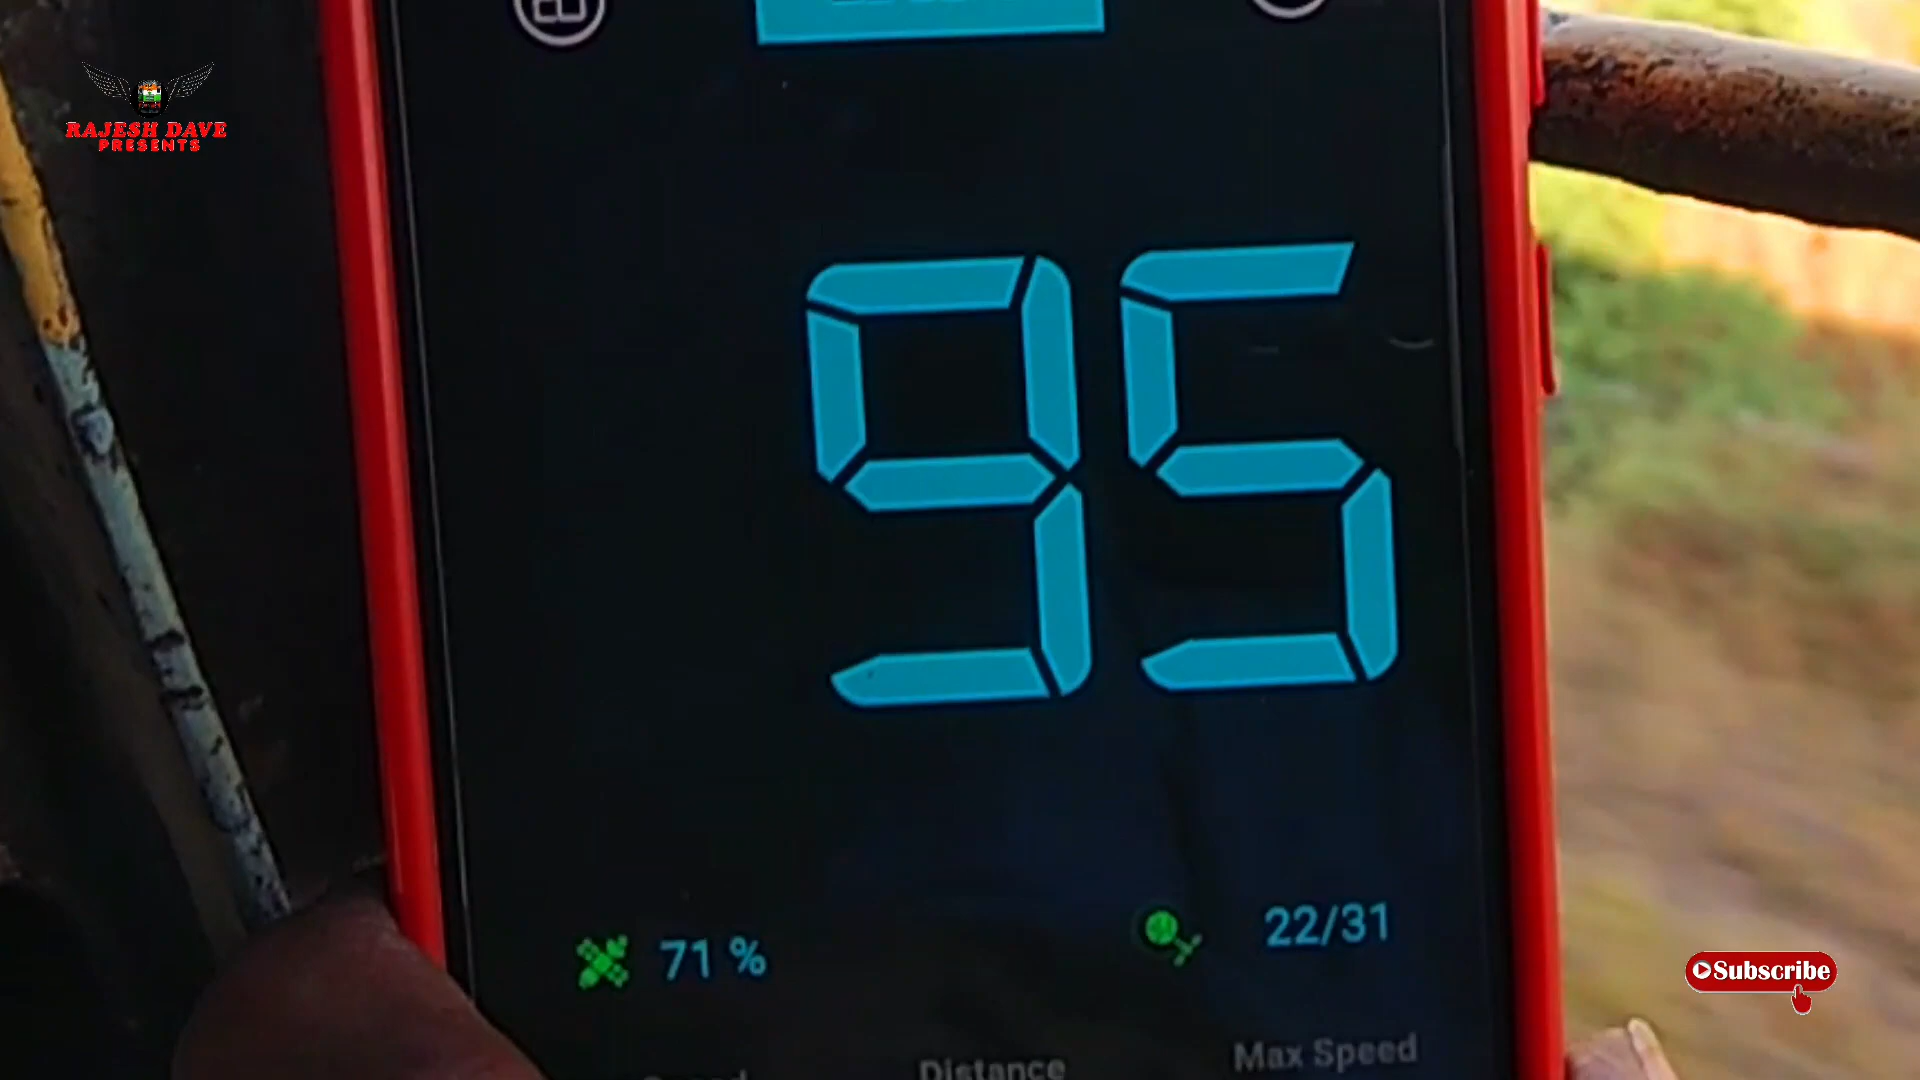 RAJESH DAVE
PRESENTS
95
71 %
22/31
Distance
Max Speed
Subscribe